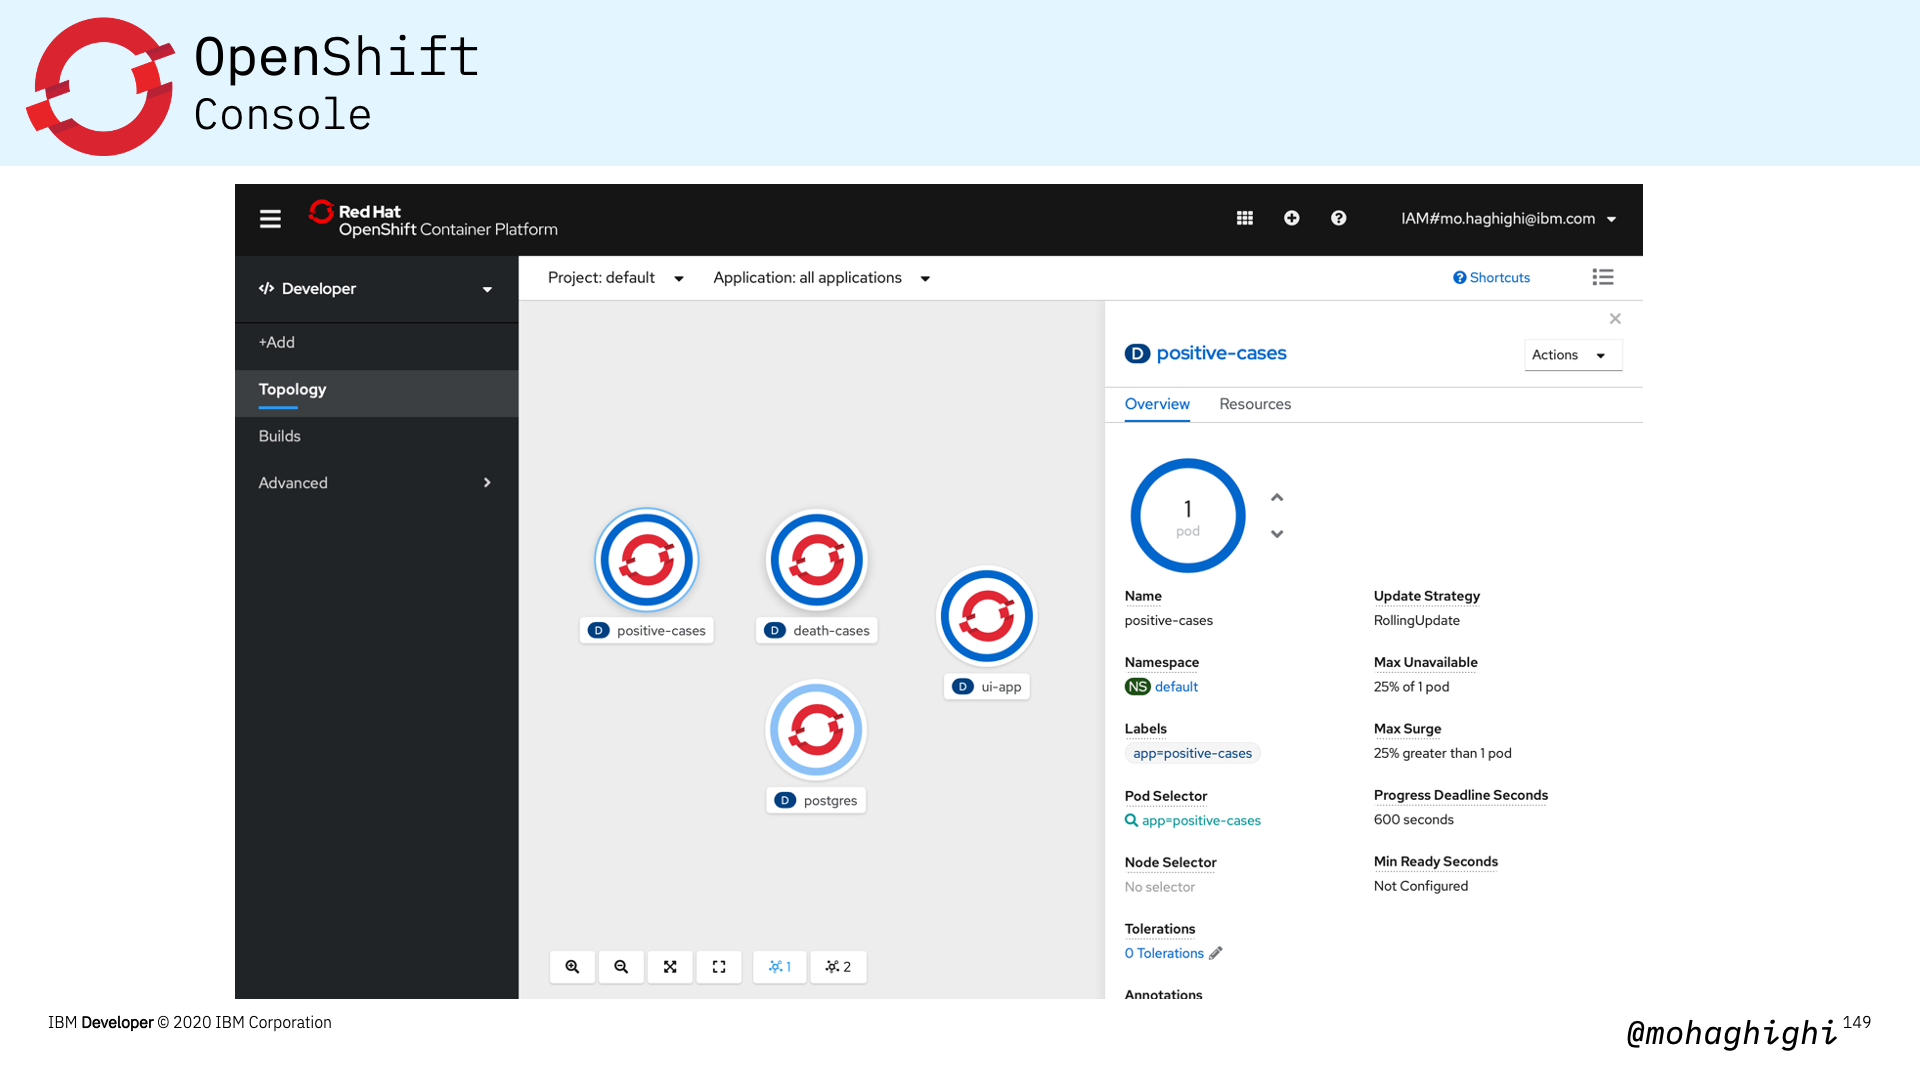 OpenShift
Console
Red Hat
OpenShift Container Platform
IAM#mo.haghighi@ibm.com
Developer
Project: default
Application: all applications
Shortcuts
+Add
Topology
Builds
Advanced
D positive-cases
D death-cases
D ui-app
D postgres
1
2
D positive-cases
Actions
Overview
Resources
1
pod
Name
positive-cases
Namespace
NS default
Labels
app=positive-cases
Pod Selector
app=positive-cases
Node Selector
No selector
Tolerations
0 Tolerations
Annotations
Update Strategy
RollingUpdate
Max Unavailable
25% of 1 pod
Max Surge
25% greater than 1 pod
Progress Deadline Seconds
600 seconds
Min Ready Seconds
Not Configured
IBM Developer © 2020 IBM Corporation
@mohaghighi
149